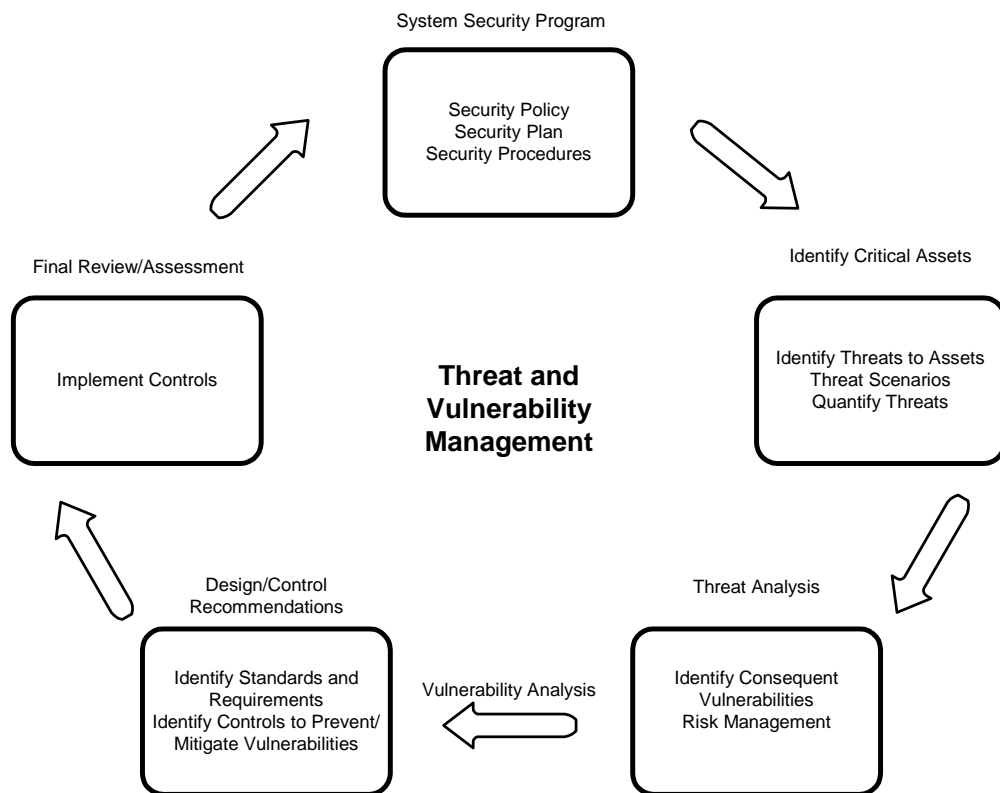 System Security Program
Security Policy
Security Plan
Security Procedures
Identify Critical Assets
Identify Threats to Assets
Threat Scenarios
Quantify Threats
Threat Analysis
Identify Consequent
Vulnerabilities
Risk Management
Vulnerability Analysis
Design/Control
Recommendations
Identify Standards and
Requirements
Identify Controls to Prevent/
Mitigate Vulnerabilities
Final Review/Assessment
Implement Controls
Threat and
Vulnerability
Management